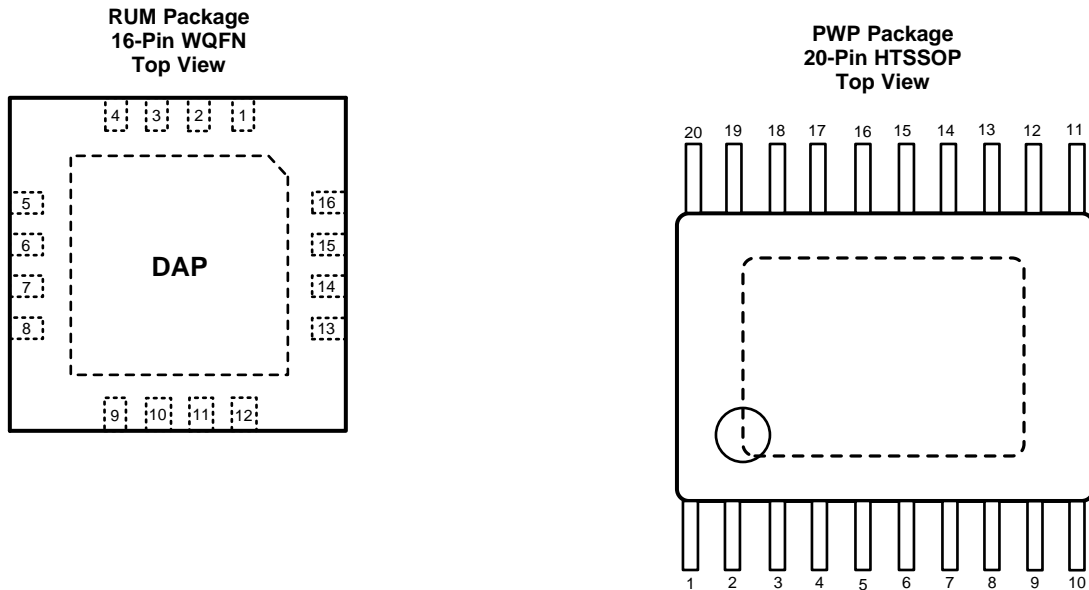 RUM Package
16-Pin WQFN
Top View
4 3 2 1
5
6
7
8
DAP
16
15
14
13
9 10 11 12
PWP Package
20-Pin HTSSOP
Top View
20 19 18 17 16 15 14 13 12 11
1 2 3 4 5 6 7 8 9 10